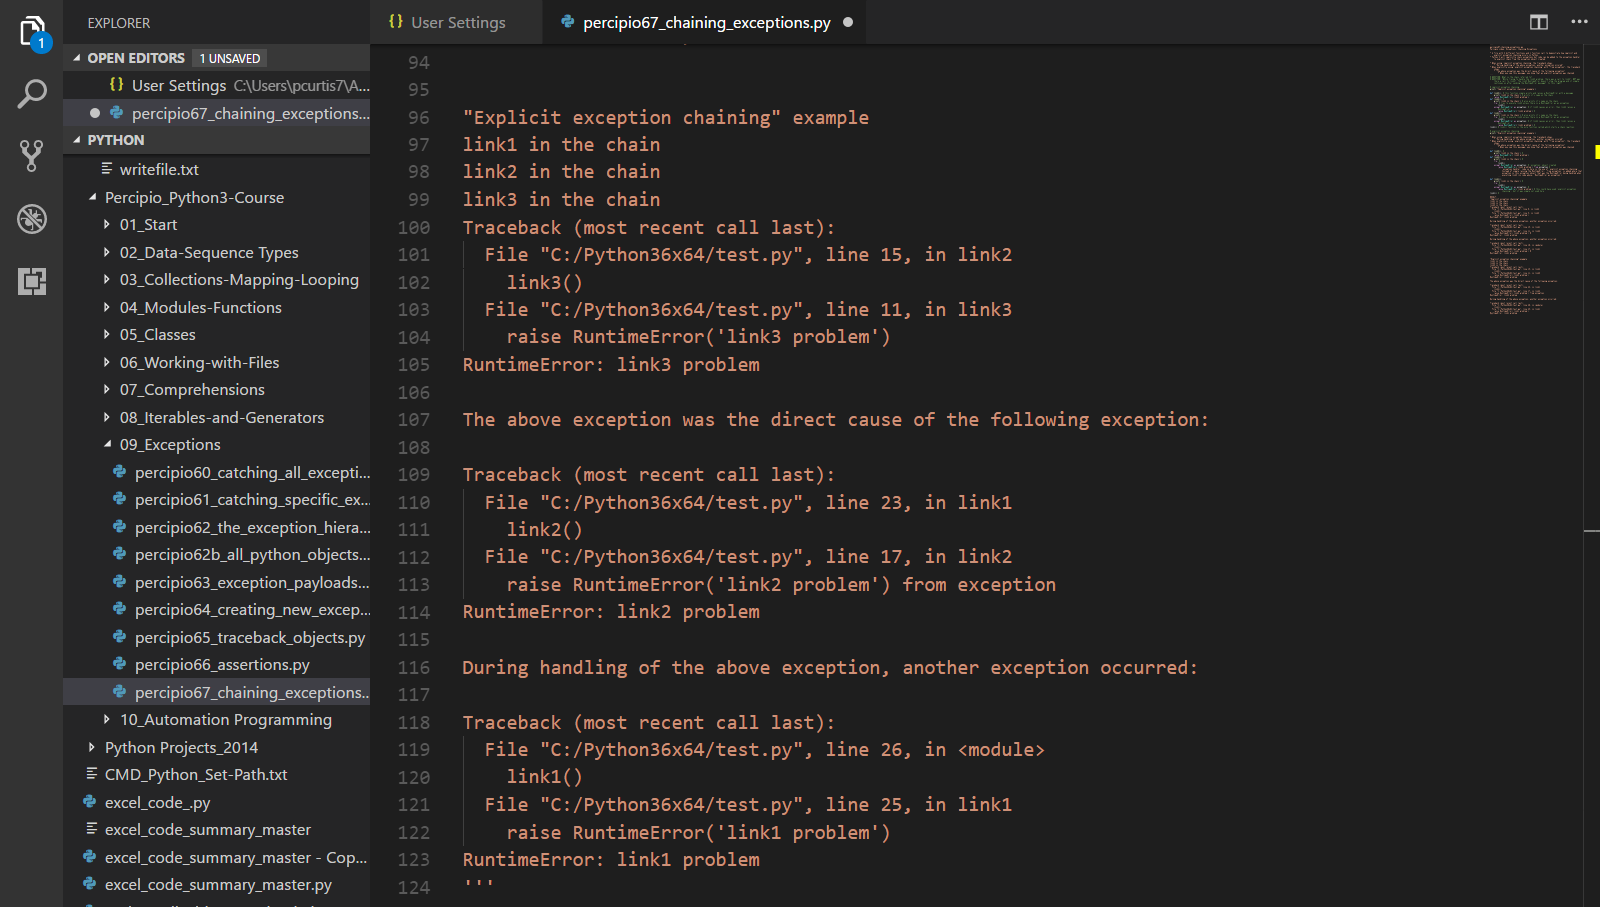 1
EXPLORER
OPEN EDITORS 1 UNSAVED
{} User Settings C:\Users\pcurtis7\A...
percipio67_chaining_exceptions...
PYTHON
writefile.txt
Percipio_Python3-Course
01_Start
02_Data-Sequence Types
03_Collections-Mapping-Looping
04_Modules-Functions
05_Classes
06_Working-with-Files
07_Comprehensions
08_Iterables-and-Generators
09_Exceptions
percipio60_catching_all_excepti...
percipio61_catching_specific_ex...
percipio62_the_exception_hiera...
percipio62b_all_python_objects...
percipio63_exception_payloads...
percipio64_creating_new_excep...
percipio65_traceback_objects.py
percipio66_assertions.py
percipio67_chaining_exceptions...
10_Automation Programming
Python Projects_2014
CMD_Python_Set-Path.txt
excel_code_.py
excel_code_summary_master
excel_code_summary_master - Cop...
excel_code_summary_master.py
{} User Settings
percipio67_chaining_exceptions.py
94
95
96 "Explicit exception chaining" example
97 link1 in the chain
98 link2 in the chain
99 link3 in the chain
100 Traceback (most recent call last):
101 File "C:/Python36x64/test.py", line 15, in link2
102 link3()
103 File "C:/Python36x64/test.py", line 11, in link3
104 raise RuntimeError('link3 problem')
105 RuntimeError: link3 problem
106
107 The above exception was the direct cause of the following exception:
108
109 Traceback (most recent call last):
110 File "C:/Python36x64/test.py", line 23, in link1
111 link2()
112 File "C:/Python36x64/test.py", line 17, in link2
113 raise RuntimeError('link2 problem') from exception
114 RuntimeError: link2 problem
115
116 During handling of the above exception, another exception occurred:
117
118 Traceback (most recent call last):
119 File "C:/Python36x64/test.py", line 26, in <module>
120 link1()
121 File "C:/Python36x64/test.py", line 25, in link1
122 raise RuntimeError('link1 problem')
123 RuntimeError: link1 problem
124 '''